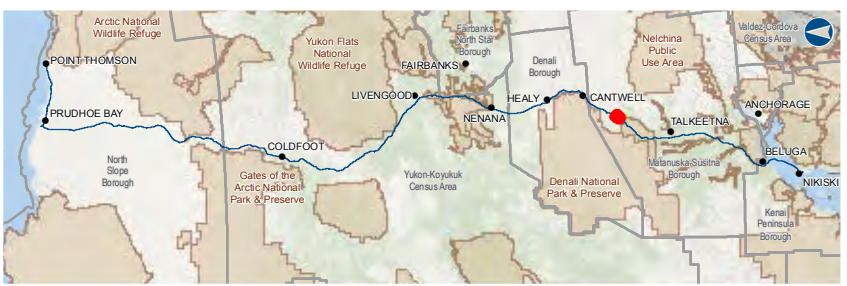 Arctic National
Wildlife Refuge
POINT THOMSON
PRUDHOE BAY
North
Slope
Borough
COLDFOOT
Gates of the
Arctic National
Park & Preserve
Yukon Flats
National
Wildlife Refuge
LIVENGOOD
FAIRBANKS
Fairbanks
North Star
Borough
NENANA
Yukon-Koyukuk
Census Area
Denali
Borough
HEALY
CANTWELL
Denali National
Park & Preserve
Nelchina
Public
Use Area
TALKEETNA
Matanuska-Susitna
Borough
Valdez-Cordova
Census Area
ANCHORAGE
BELUGA
NIKISKI
Kenai
Peninsula
Borough